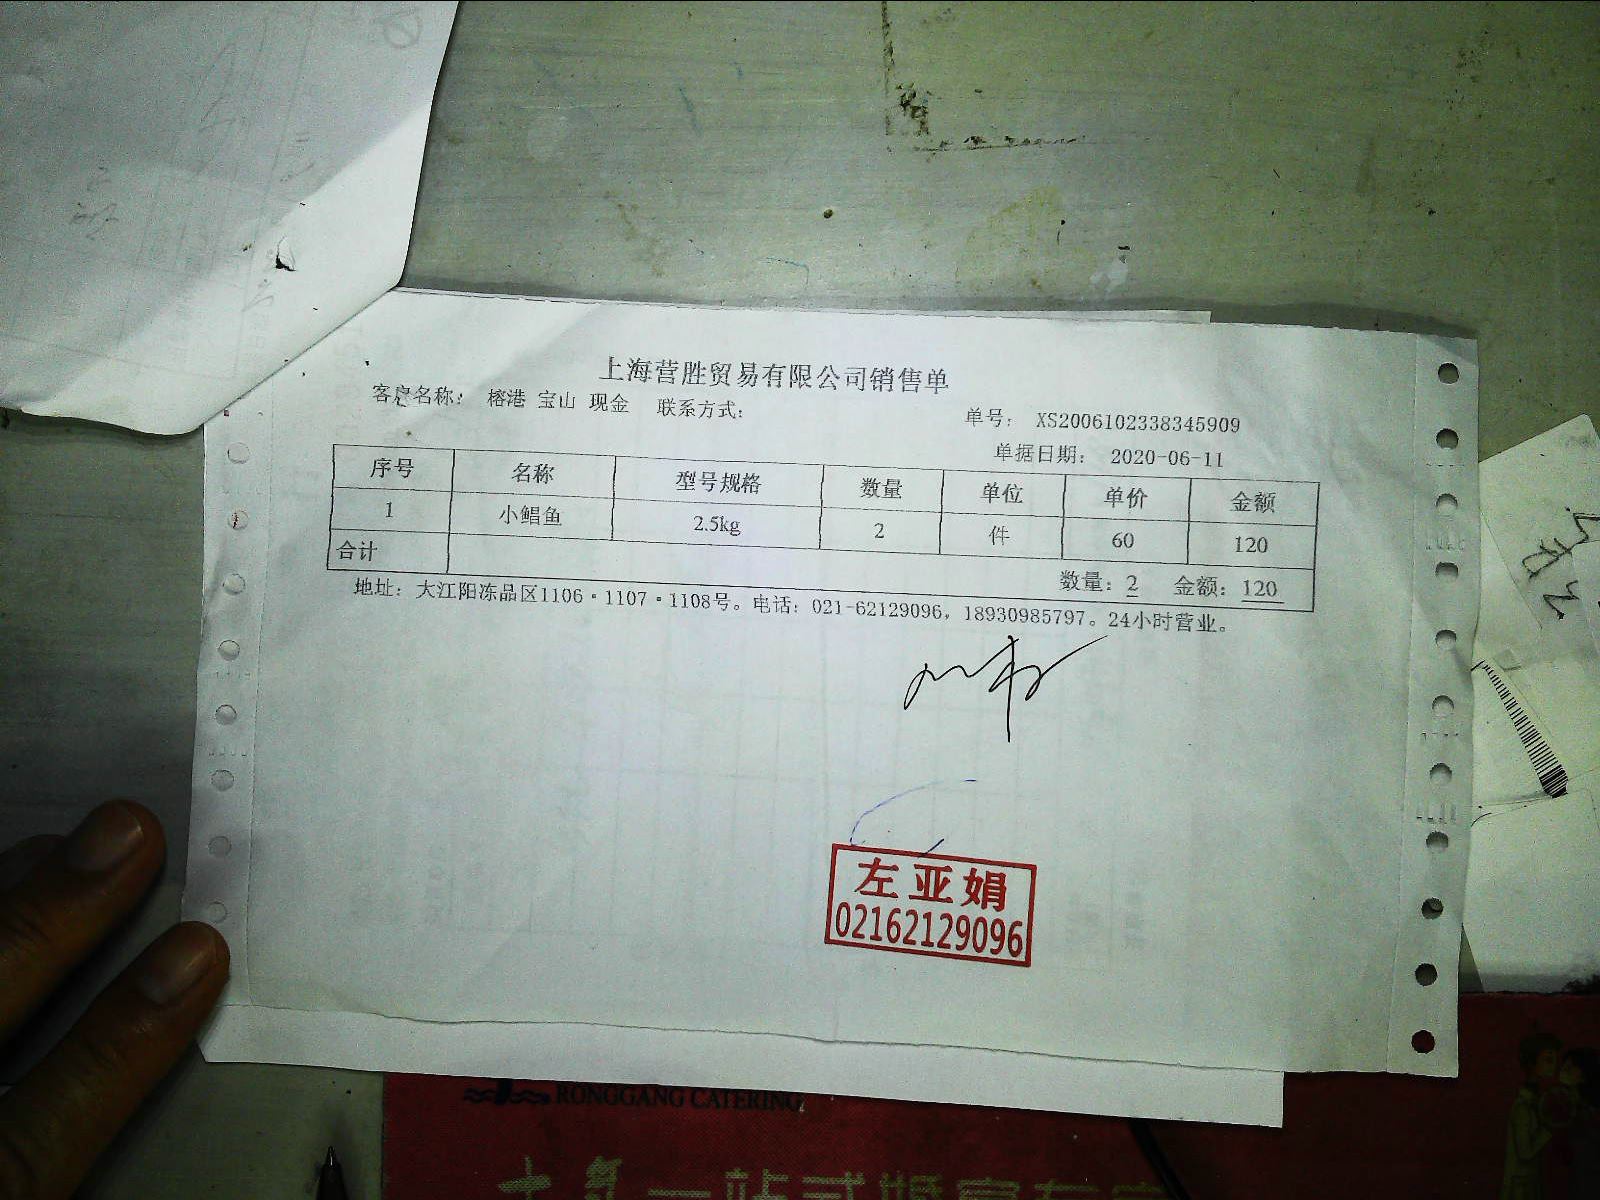 上海营胜贸易有限公司销售单
客户名称： 榕港 宝山 现金 联系方式： 单号： XS2006102338345909
单据日期： 2020-06-11
序号 名称 型号规格 数量 单位 单价 金额
1 小鲳鱼 2.5kg 2 件 60 120
合计 数量：2 金额：120
地址：大江阳冻品区1106·1107·1108号。电话：021-62129096，18930985797。24小时营业。
左亚娟
02162129096
RONGGANG CATERING